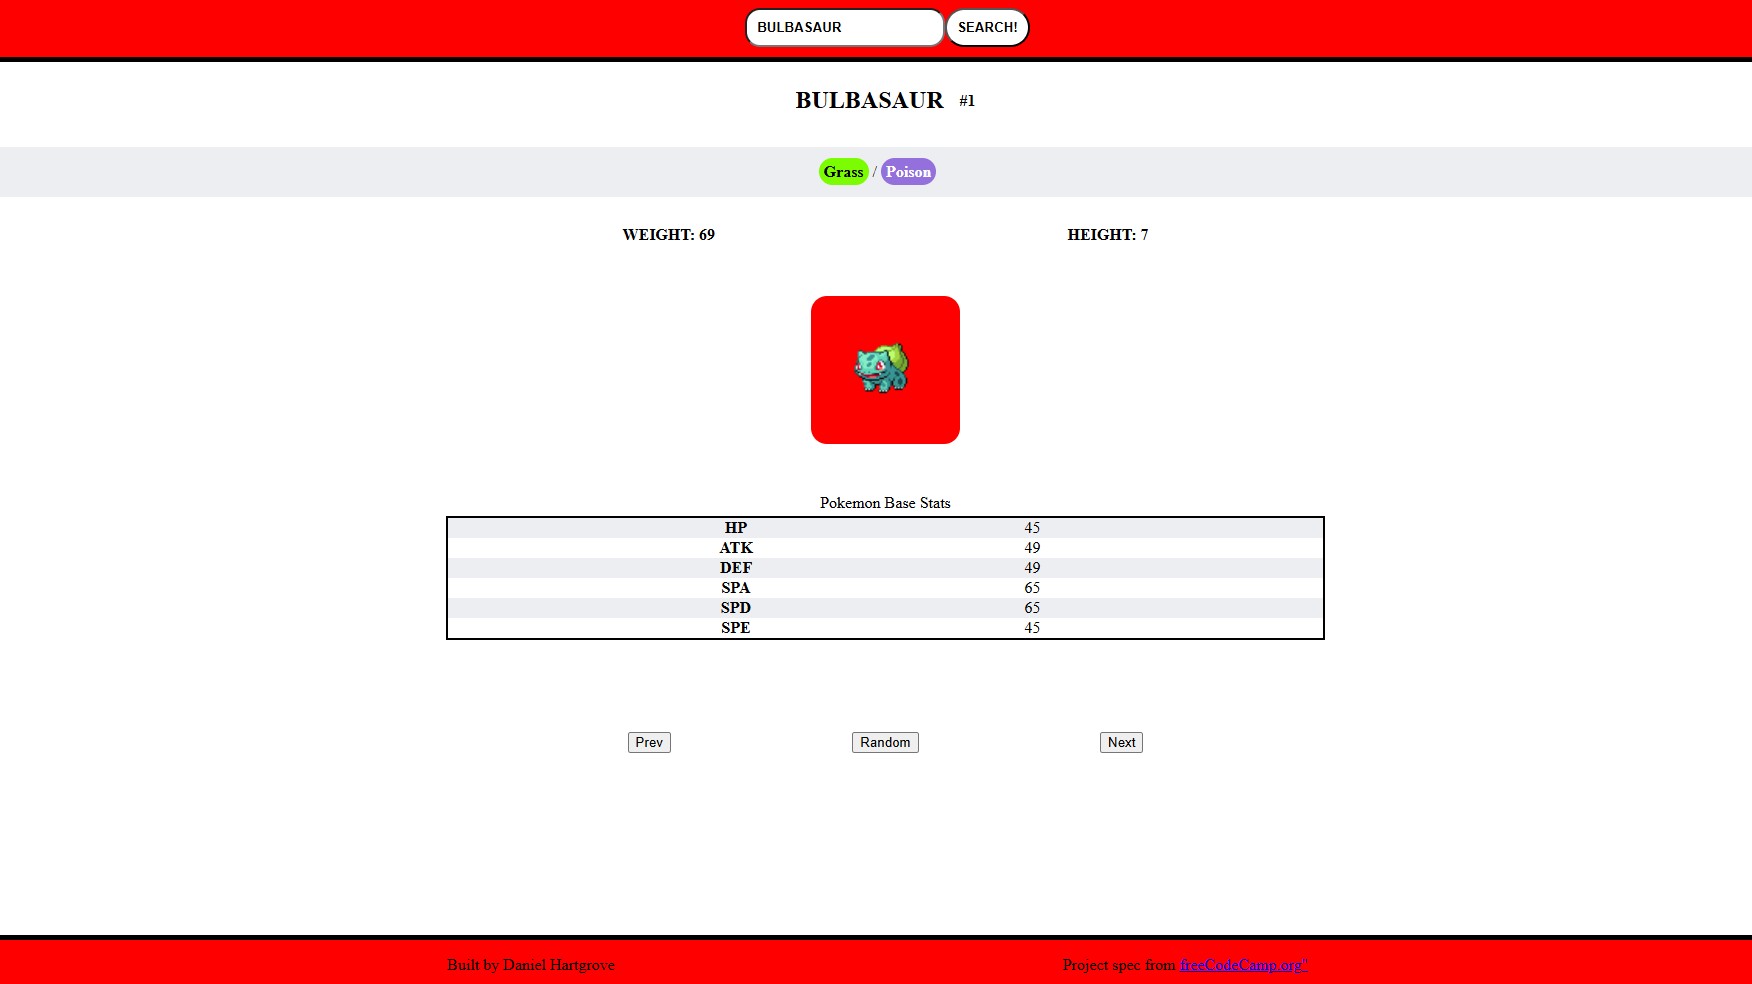 BULBASAUR SEARCH!
BULBASAUR #1
Grass / Poison
WEIGHT: 69 HEIGHT: 7
Pokemon Base Stats
HP 45
ATK 49
DEF 49
SPA 65
SPD 65
SPE 45
Prev Random Next
Built by Daniel Hartgrove Project spec from freeCodeCamp.org"